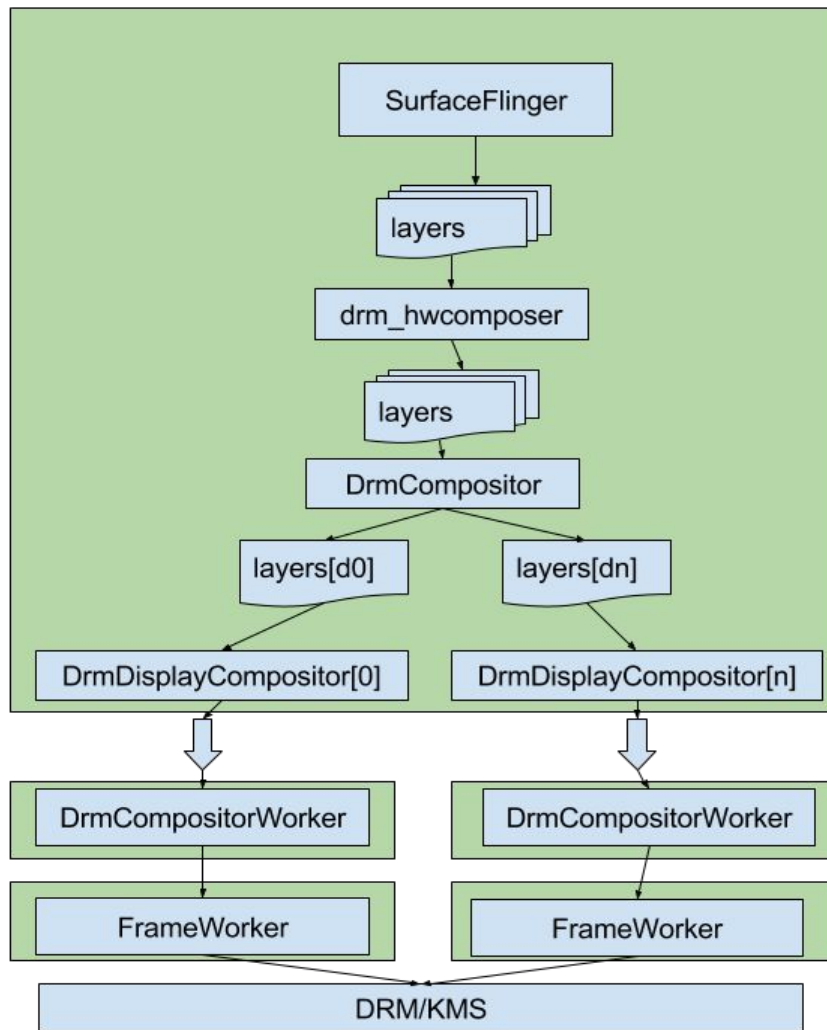 SurfaceFlinger
layers
drm_hwcomposer
layers
DrmCompositor
layers[d0]
layers[dn]
DrmDisplayCompositor[0]
DrmDisplayCompositor[n]
DrmCompositorWorker
DrmCompositorWorker
FrameWorker
FrameWorker
DRM/KMS